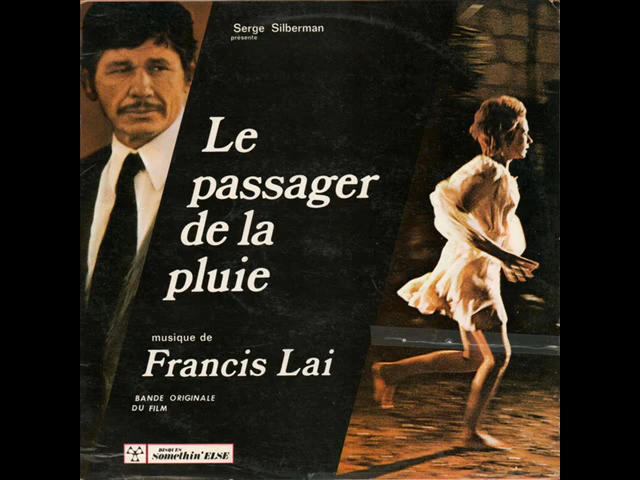 Serge Silberman
présente
Le
passager
de la
pluie
musique de
Francis Lai
BANDE ORIGINALE
DU FILM
DISQUES
Somethin' ELSE